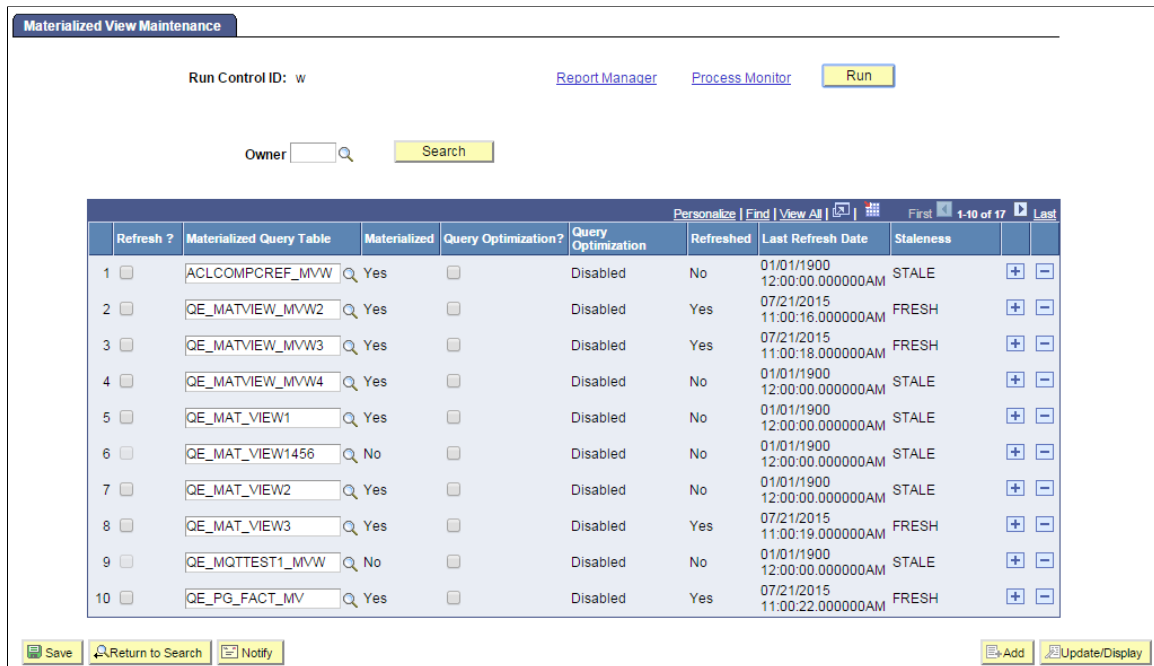 Materialized View Maintenance
Run Control ID: w Report Manager Process Monitor Run
Owner Search
Personalize | Find | View All | | First 1-10 of 17 Last
Refresh ? Materialized Query Table Materialized Query Optimization? Query Optimization Refreshed Last Refresh Date Staleness
1 ACLCOMPCREF_MVW Yes Disabled No 01/01/1900 12:00:00.000000AM STALE
2 QE_MATVIEW_MVW2 Yes Disabled Yes 07/21/2015 11:00:16.000000AM FRESH
3 QE_MATVIEW_MVW3 Yes Disabled Yes 07/21/2015 11:00:18.000000AM FRESH
4 QE_MATVIEW_MVW4 Yes Disabled No 01/01/1900 12:00:00.000000AM STALE
5 QE_MAT_VIEW1 Yes Disabled No 01/01/1900 12:00:00.000000AM STALE
6 QE_MAT_VIEW1456 No Disabled No 01/01/1900 12:00:00.000000AM STALE
7 QE_MAT_VIEW2 Yes Disabled No 01/01/1900 12:00:00.000000AM STALE
8 QE_MAT_VIEW3 Yes Disabled Yes 07/21/2015 11:00:19.000000AM FRESH
9 QE_MQTTEST1_MVW No Disabled No 01/01/1900 12:00:00.000000AM STALE
10 QE_PG_FACT_MV Yes Disabled Yes 07/21/2015 11:00:22.000000AM FRESH
Save Return to Search Notify Add Update/Display